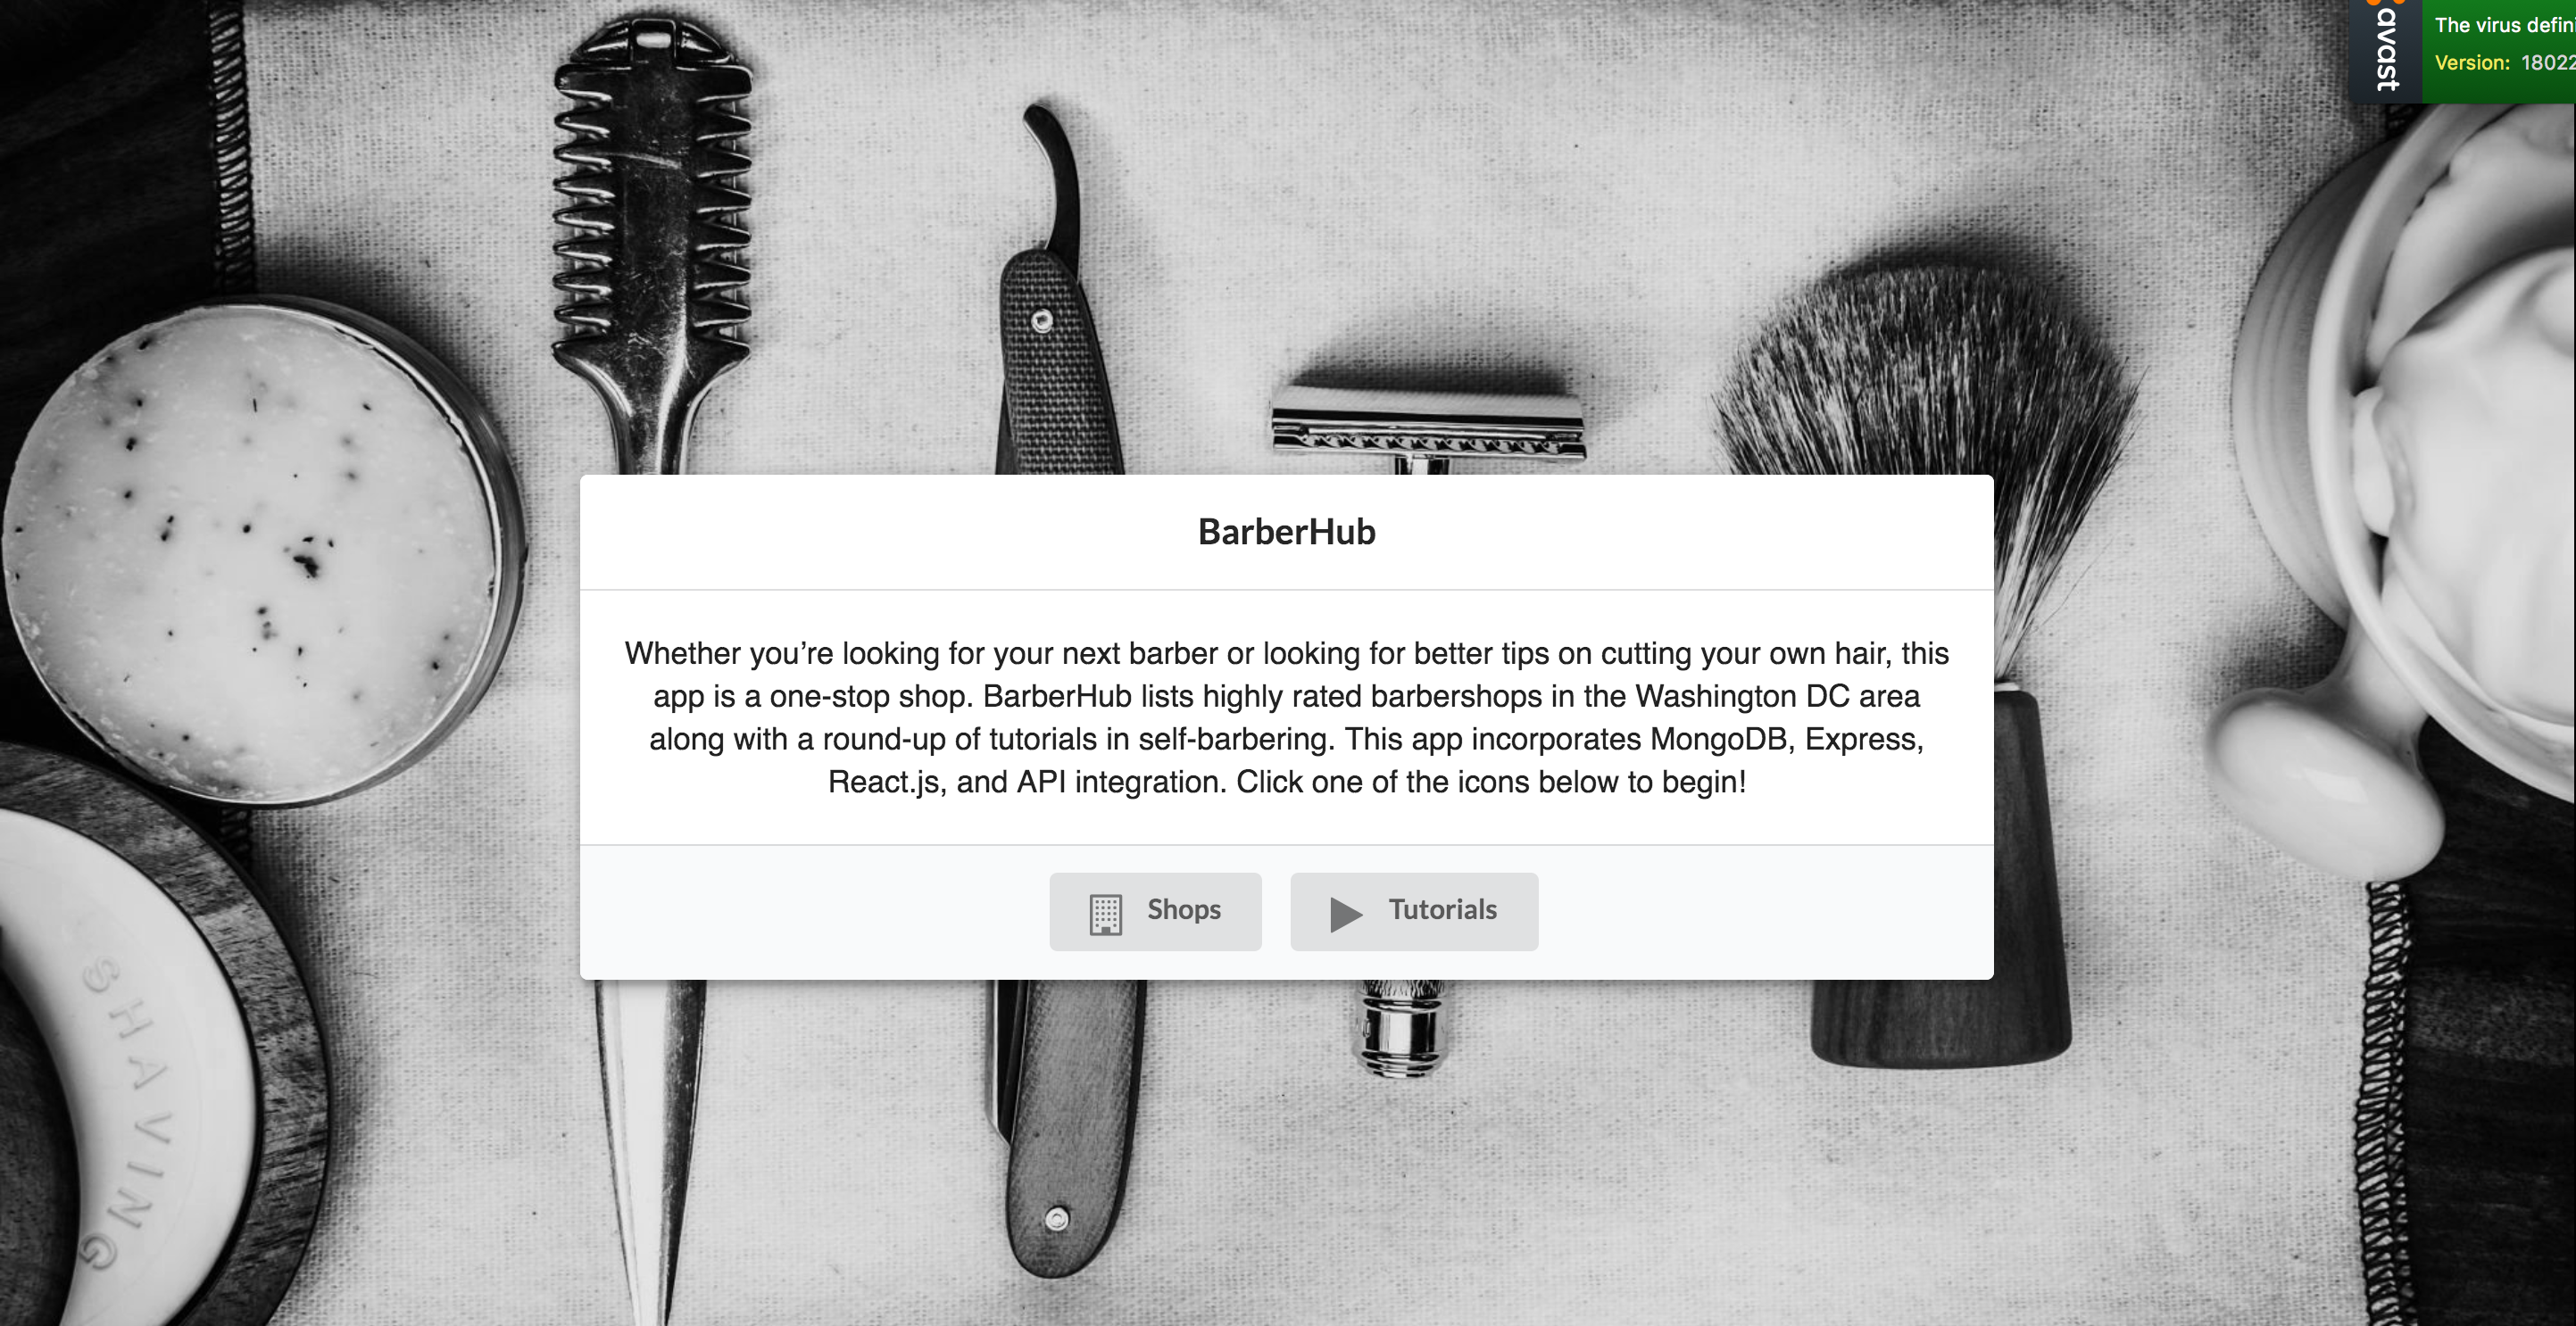 avast
The virus defin
Version: 18022
BarberHub
Whether you’re looking for your next barber or looking for better tips on cutting your own hair, this
app is a one-stop shop. BarberHub lists highly rated barbershops in the Washington DC area
along with a round-up of tutorials in self-barbering. This app incorporates MongoDB, Express,
React.js, and API integration. Click one of the icons below to begin!
Shops
Tutorials
SHAVING